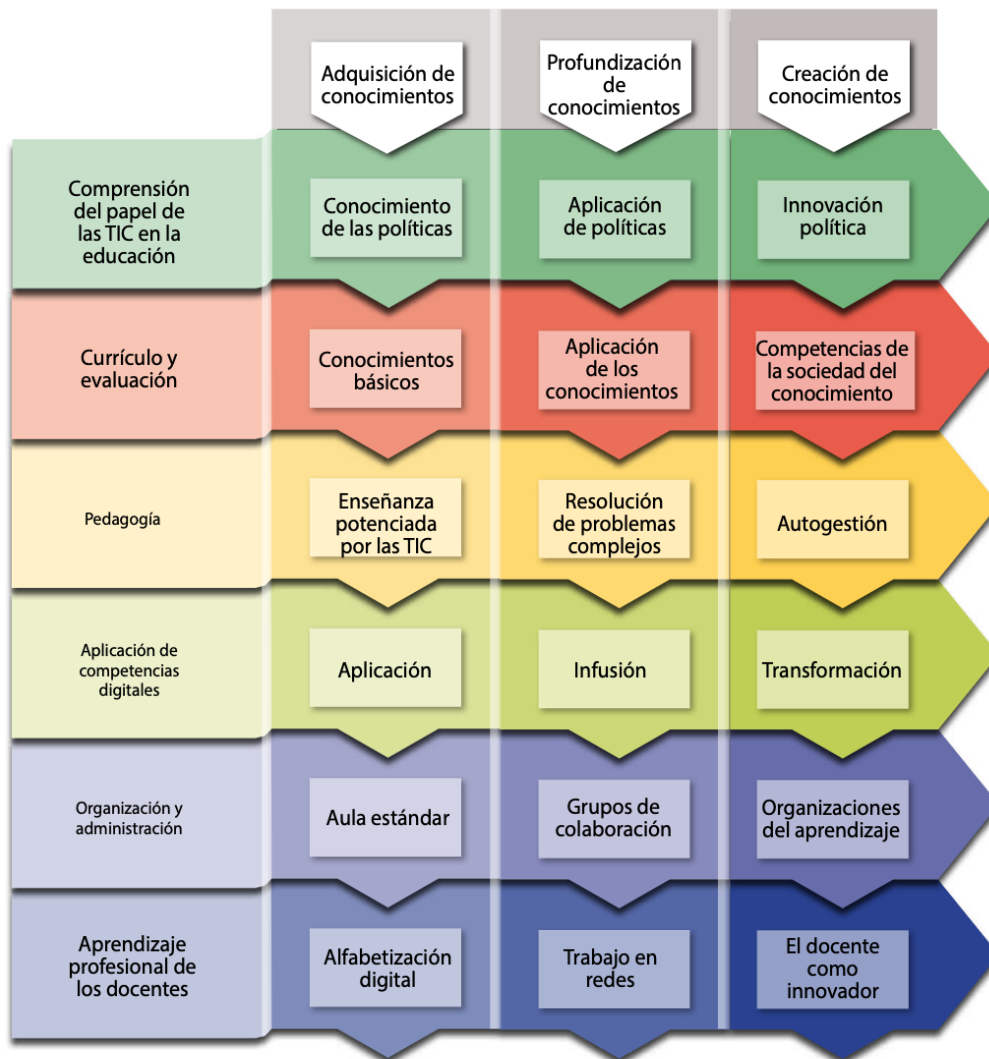 Adquisición de
conocimientos
Profundización
de
conocimientos
Creación de
conocimientos
Comprensión
del papel de
las TIC en la
educación
Conocimiento
de las políticas
Aplicación
de políticas
Innovación
política
Currículo y
evaluación
Conocimientos
básicos
Aplicación
de los
conocimientos
Competencias de
la sociedad del
conocimiento
Pedagogía
Enseñanza
potenciada
por las TIC
Resolución
de problemas
complejos
Autogestión
Aplicación de
competencias
digitales
Aplicación
Infusión
Transformación
Organización y
administración
Aula estándar
Grupos de
colaboración
Organizaciones
del aprendizaje
Aprendizaje
profesional de
los docentes
Alfabetización
digital
Trabajo en
redes
El docente
como
innovador